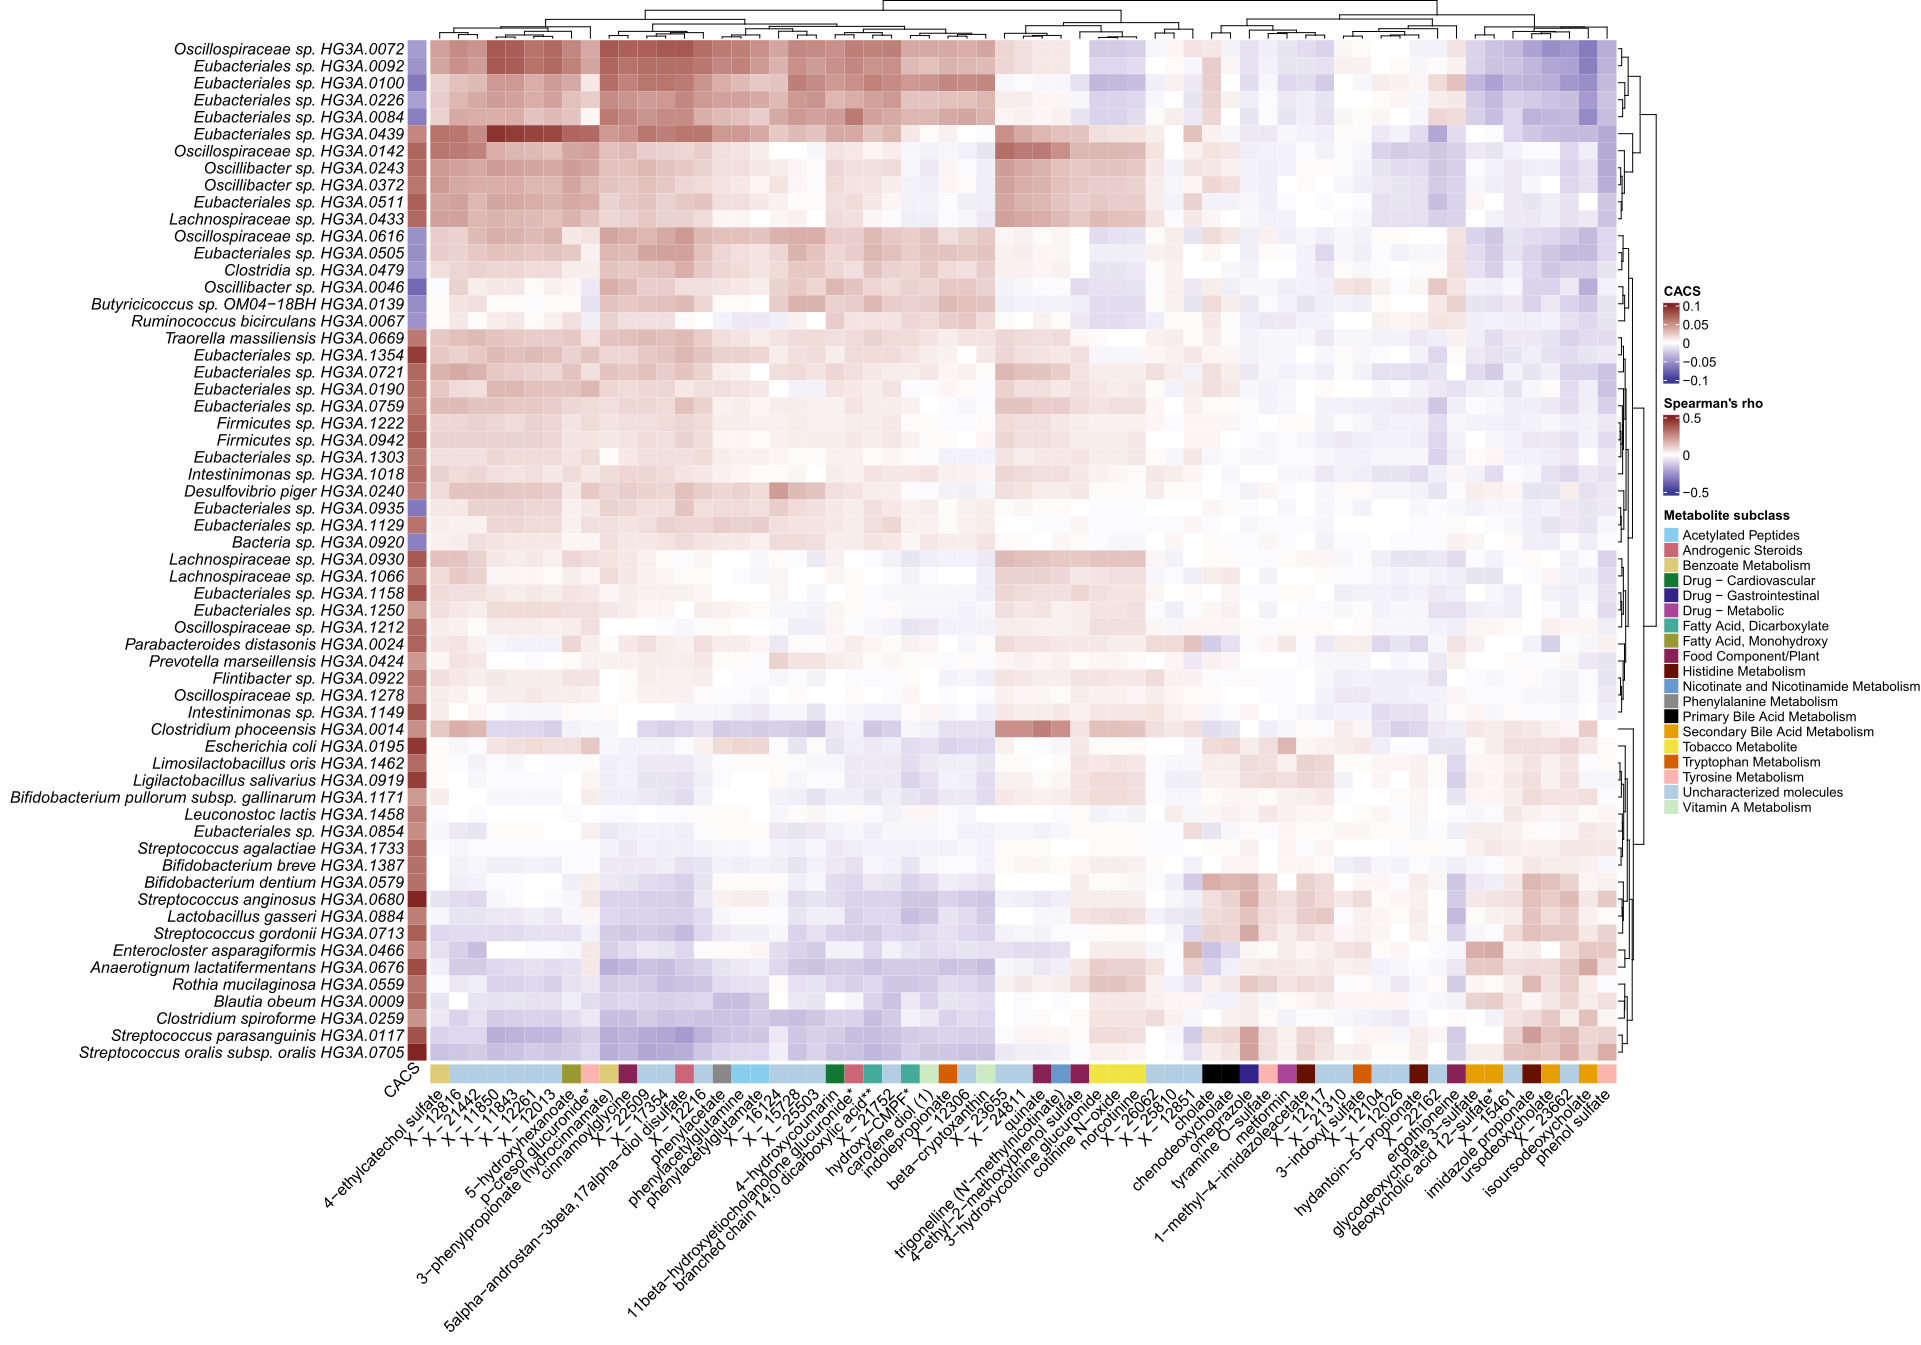 Oscillospiraceae sp. HG3A.0072
Eubacteriales sp. HG3A.0092
Eubacteriales sp. HG3A.0100
Eubacteriales sp. HG3A.0226
Eubacteriales sp. HG3A.0084
Eubacteriales sp. HG3A.0439
Oscillospiraceae sp. HG3A.0142
Oscillibacter sp. HG3A.0243
Oscillibacter sp. HG3A.0372
Eubacteriales sp. HG3A.0511
Lachnospiraceae sp. HG3A.0433
Oscillospiraceae sp. HG3A.0616
Eubacteriales sp. HG3A.0505
Clostridia sp. HG3A.0479
Oscillibacter sp. HG3A.0046
Butyricicoccus sp. OM04−18BH HG3A.0139
Ruminococcus bicirculans HG3A.0067
Traorella massiliensis HG3A.0669
Eubacteriales sp. HG3A.1354
Eubacteriales sp. HG3A.0721
Eubacteriales sp. HG3A.0190
Eubacteriales sp. HG3A.0759
Firmicutes sp. HG3A.1222
Firmicutes sp. HG3A.0942
Eubacteriales sp. HG3A.1303
Intestinimonas sp. HG3A.1018
Desulfovibrio piger HG3A.0240
Eubacteriales sp. HG3A.0935
Eubacteriales sp. HG3A.1129
Bacteria sp. HG3A.0920
Lachnospiraceae sp. HG3A.0930
Lachnospiraceae sp. HG3A.1066
Eubacteriales sp. HG3A.1158
Eubacteriales sp. HG3A.1250
Oscillospiraceae sp. HG3A.1212
Parabacteroides distasonis HG3A.0024
Prevotella marseillensis HG3A.0424
Flintibacter sp. HG3A.0922
Oscillospiraceae sp. HG3A.1278
Intestinimonas sp. HG3A.1149
Clostridium phoceensis HG3A.0014
Escherichia coli HG3A.0195
Limosilactobacillus oris HG3A.1462
Ligilactobacillus salivarius HG3A.0919
Bifidobacterium pullorum subsp. gallinarum HG3A.1171
Leuconostoc lactis HG3A.1458
Eubacteriales sp. HG3A.0854
Streptococcus agalactiae HG3A.1733
Bifidobacterium breve HG3A.1387
Bifidobacterium dentium HG3A.0579
Streptococcus anginosus HG3A.0680
Lactobacillus gasseri HG3A.0884
Streptococcus gordonii HG3A.0713
Enterocloster asparagiformis HG3A.0466
Anaerotignum lactatifermentans HG3A.0676
Rothia mucilaginosa HG3A.0559
Blautia obeum HG3A.0009
Clostridium spiroforme HG3A.0259
Streptococcus parasanguinis HG3A.0117
Streptococcus oralis subsp. oralis HG3A.0705
CACS
4−ethylcatechol sulfate
X − 12816
X − 21442
X − 11850
X − 11843
X − 12261
X − 12013
5−hydroxyhexanoate
p−cresol glucuronide*
3−phenylpropionate (hydrocinnamate)
cinnamoylglycine
X − 22509
X − 17354
5alpha−androstan−3beta,17alpha−diol disulfate
X − 12216
phenylacetate
phenylacetylglutamine
phenylacetylglutamate
X − 16124
X − 15728
X − 25503
4−hydroxycoumarin
11beta−hydroxyetiocholanolone glucuronide*
branched chain 14:0 dicarboxylic acid**
X − 21752
hydroxy−CMPF*
carotene diol (1)
indolepropionate
X − 12306
beta−cryptoxanthin
X − 23655
X − 24811
quinate
trigonelline (N'−methylnicotinate)
4−ethyl−2−methoxyphenol sulfate
3−hydroxycotinine glucuronide
cotinine N−oxide
norcotinine
X − 26062
X − 25810
X − 12851
cholate
chenodeoxycholate
omeprazole
tyramine O−sulfate
metformin
1−methyl−4−imidazoleacetate
X − 12117
X − 21310
3−indoxyl sulfate
X − 12104
X − 12026
hydantoin−5−propionate
X − 22162
ergothioneine
glycodeoxycholate 3−sulfate
deoxycholic acid 12−sulfate*
X − 15461
imidazole propionate
ursodeoxycholate
X − 23662
isoursodeoxycholate
phenol sulfate
CACS
0.1
0.05
0
−0.05
−0.1
Spearman's rho
0.5
0
−0.5
Metabolite subclass
Acetylated Peptides
Androgenic Steroids
Benzoate Metabolism
Drug − Cardiovascular
Drug − Gastrointestinal
Drug − Metabolic
Fatty Acid, Dicarboxylate
Fatty Acid, Monohydroxy
Food Component/Plant
Histidine Metabolism
Nicotinate and Nicotinamide Metabolism
Phenylalanine Metabolism
Primary Bile Acid Metabolism
Secondary Bile Acid Metabolism
Tobacco Metabolite
Tryptophan Metabolism
Tyrosine Metabolism
Uncharacterized molecules
Vitamin A Metabolism